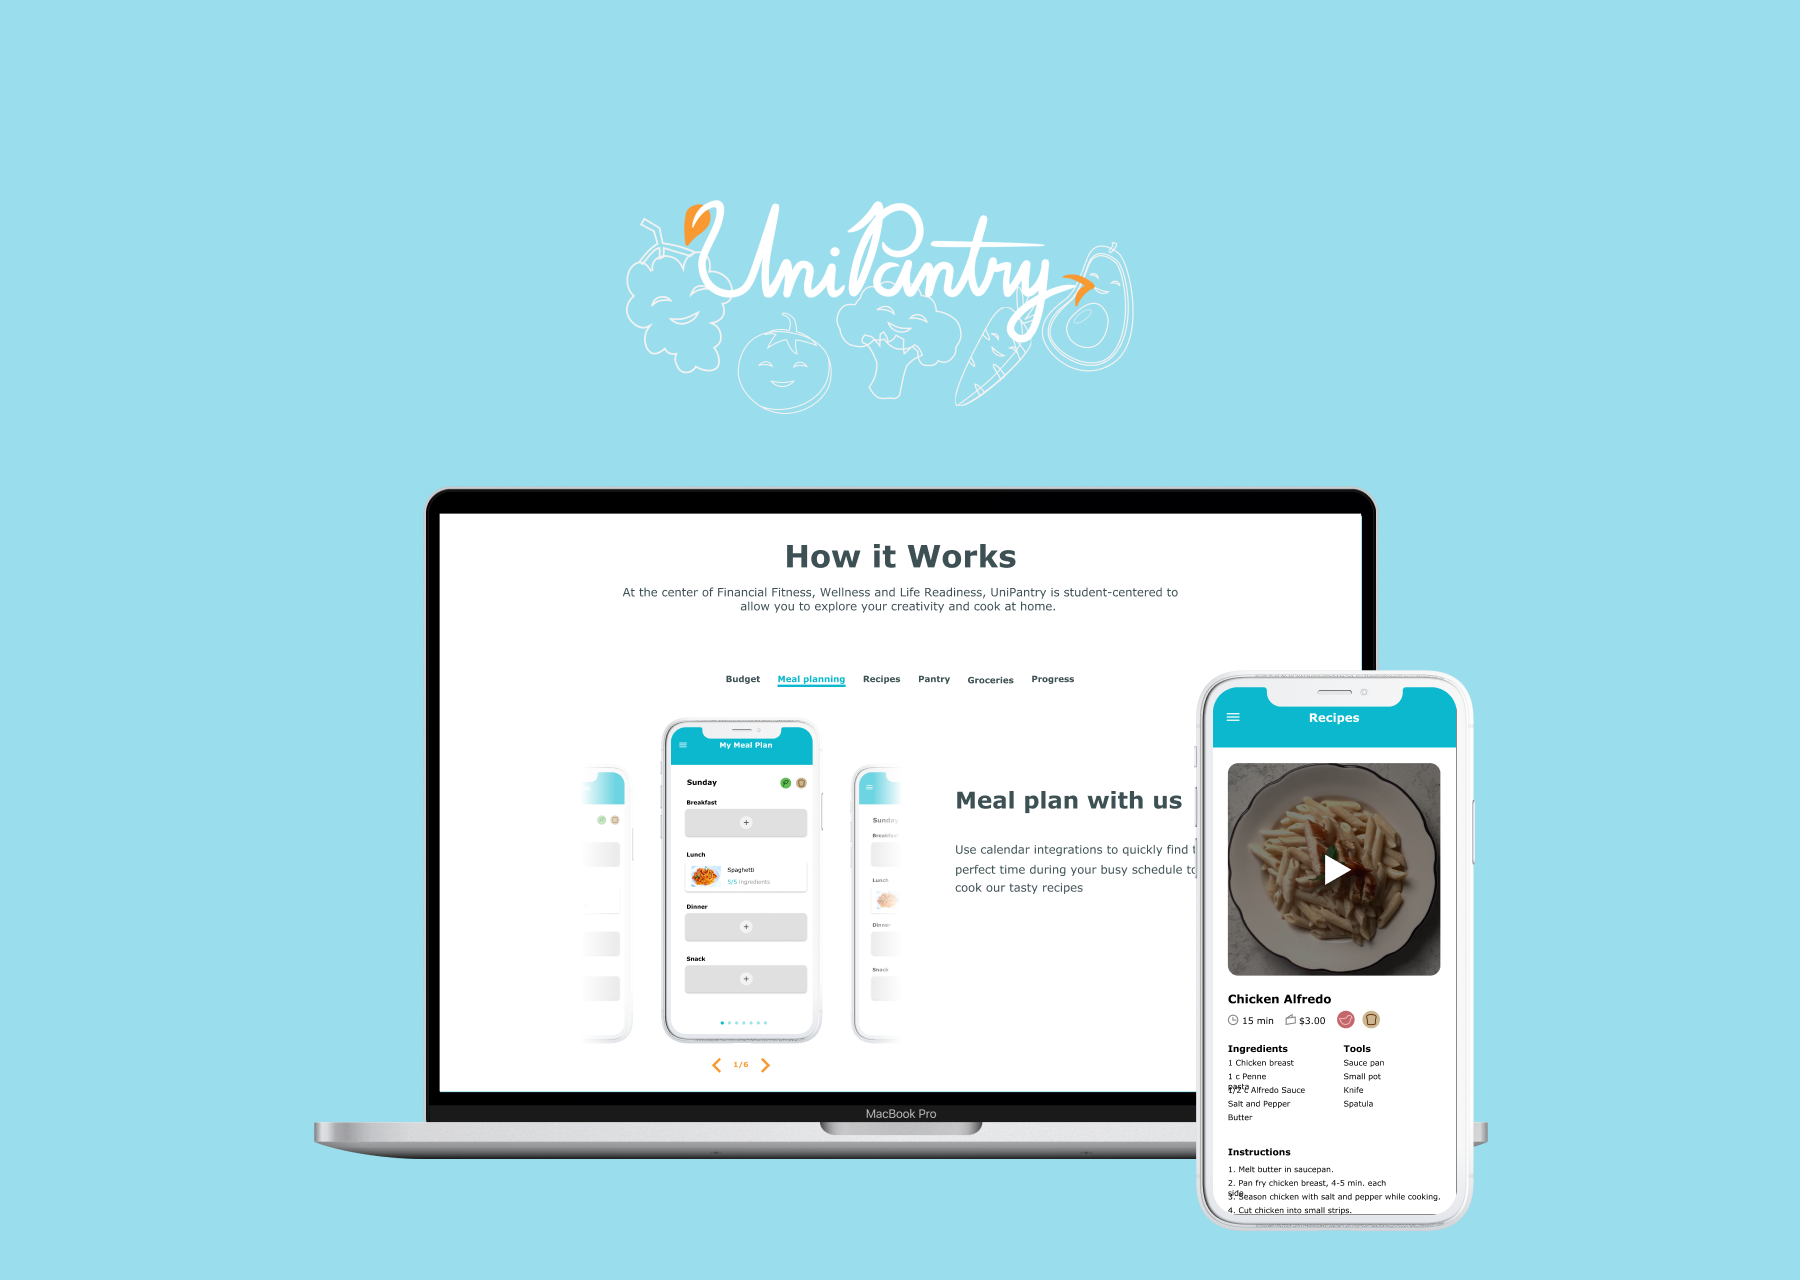 UniPantry
How it Works
At the center of Financial Fitness, Wellness and Life Readiness, UniPantry is student-centered to
allow you to explore your creativity and cook at home.
Budget Meal planning Recipes Pantry Groceries Progress
My Meal Plan
Sunday
Breakfast
+
Lunch
Spaghetti
5/5 Ingredients
Dinner
+
Snack
+
1/6
Sunday
Breakfast
Lunch
Dinner
Snack
Meal plan with us
Use calendar integrations to quickly find
perfect time during your busy schedule to
cook our tasty recipes
MacBook Pro
Recipes
Chicken Alfredo
15 min $3.00
Ingredients
1 Chicken breast
1 c Penne
pasta
1/2 c Alfredo Sauce
Salt and Pepper
Butter
Tools
Sauce pan
Small pot
Knife
Spatula
Instructions
1. Melt butter in saucepan.
2. Pan fry chicken breast, 4-5 min. each
side.
3. Season chicken with salt and pepper while cooking.
4. Cut chicken into small strips.